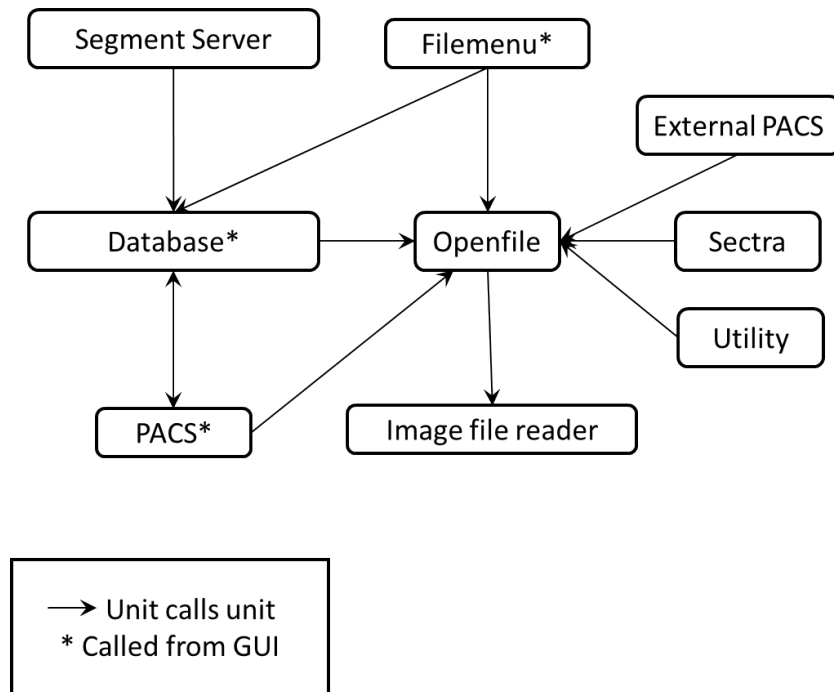 Segment Server
Filemenu*
External PACS
Database*
Openfile
Sectra
Utility
PACS*
Image file reader
Unit calls unit
* Called from GUI